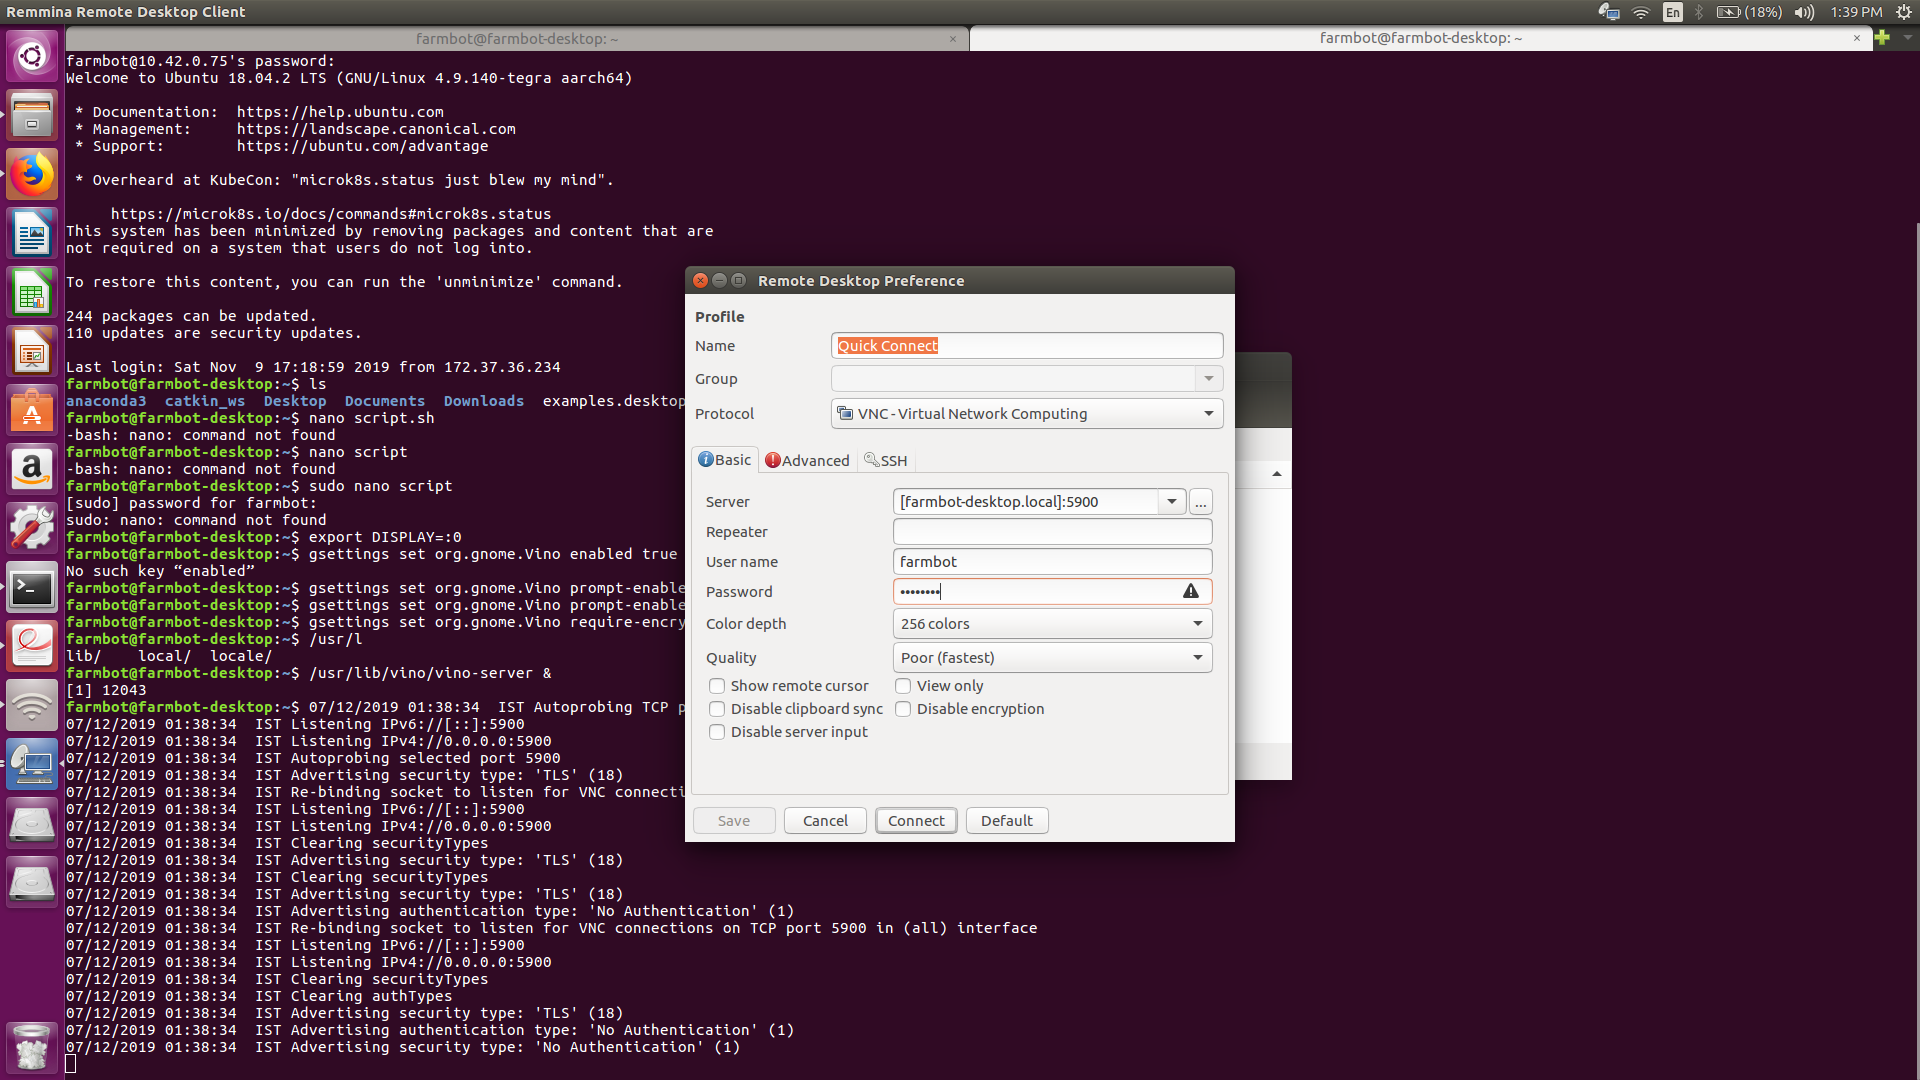 Remmina Remote Desktop Client
En
(18%)
1:39 PM
farmbot@farmbot-desktop: ~
farmbot@farmbot-desktop: ~
farmbot@10.42.0.75's password:
Welcome to Ubuntu 18.04.2 LTS (GNU/Linux 4.9.140-tegra aarch64)
* Documentation:  https://help.ubuntu.com
* Management:     https://landscape.canonical.com
* Support:        https://ubuntu.com/advantage
* Overheard at KubeCon: "microk8s.status just blew my mind".
https://microk8s.io/docs/commands#microk8s.status
This system has been minimized by removing packages and content that are
not required on a system that users do not log into.
To restore this content, you can run the 'unminimize' command.
244 packages can be updated.
110 updates are security updates.
Last login: Sat Nov  9 17:18:59 2019 from 172.37.36.234
farmbot@farmbot-desktop:~$ ls
anaconda3  catkin_ws  Desktop  Documents  Downloads  examples.desktop
farmbot@farmbot-desktop:~$ nano script.sh
-bash: nano: command not found
farmbot@farmbot-desktop:~$ nano script
-bash: nano: command not found
farmbot@farmbot-desktop:~$ sudo nano script
[sudo] password for farmbot:
sudo: nano: command not found
farmbot@farmbot-desktop:~$ export DISPLAY=:0
farmbot@farmbot-desktop:~$ gsettings set org.gnome.Vino enabled true
No such key “enabled”
farmbot@farmbot-desktop:~$ gsettings set org.gnome.Vino prompt-enable
farmbot@farmbot-desktop:~$ gsettings set org.gnome.Vino prompt-enable
farmbot@farmbot-desktop:~$ gsettings set org.gnome.Vino require-encry
farmbot@farmbot-desktop:~$ /usr/l
lib/    local/  locale/
farmbot@farmbot-desktop:~$ /usr/lib/vino/vino-server &
[1] 12043
farmbot@farmbot-desktop:~$ 07/12/2019 01:38:34  IST Autoprobing TCP p
07/12/2019 01:38:34  IST Listening IPv6://[::]:5900
07/12/2019 01:38:34  IST Listening IPv4://0.0.0.0:5900
07/12/2019 01:38:34  IST Autoprobing selected port 5900
07/12/2019 01:38:34  IST Advertising security type: 'TLS' (18)
07/12/2019 01:38:34  IST Re-binding socket to listen for VNC connecti
07/12/2019 01:38:34  IST Listening IPv6://[::]:5900
07/12/2019 01:38:34  IST Listening IPv4://0.0.0.0:5900
07/12/2019 01:38:34  IST Clearing securityTypes
07/12/2019 01:38:34  IST Advertising security type: 'TLS' (18)
07/12/2019 01:38:34  IST Clearing securityTypes
07/12/2019 01:38:34  IST Advertising security type: 'TLS' (18)
07/12/2019 01:38:34  IST Advertising authentication type: 'No Authentication' (1)
07/12/2019 01:38:34  IST Re-binding socket to listen for VNC connections on TCP port 5900 in (all) interface
07/12/2019 01:38:34  IST Listening IPv6://[::]:5900
07/12/2019 01:38:34  IST Listening IPv4://0.0.0.0:5900
07/12/2019 01:38:34  IST Clearing securityTypes
07/12/2019 01:38:34  IST Clearing authTypes
07/12/2019 01:38:34  IST Advertising security type: 'TLS' (18)
07/12/2019 01:38:34  IST Advertising authentication type: 'No Authentication' (1)
07/12/2019 01:38:34  IST Advertising security type: 'No Authentication' (1)
Remote Desktop Preference
Profile
Name Quick Connect
Group
Protocol VNC - Virtual Network Computing
Basic Advanced SSH
Server [farmbot-desktop.local]:5900 ...
Repeater
User name farmbot
Password ••••••••
Color depth 256 colors
Quality Poor (fastest)
Show remote cursor View only
Disable clipboard sync Disable encryption
Disable server input
Save Cancel Connect Default